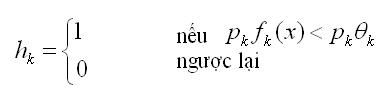 h_k = { 1 nếu p_k f_k(x) < p_k θ_k
0 ngược lại